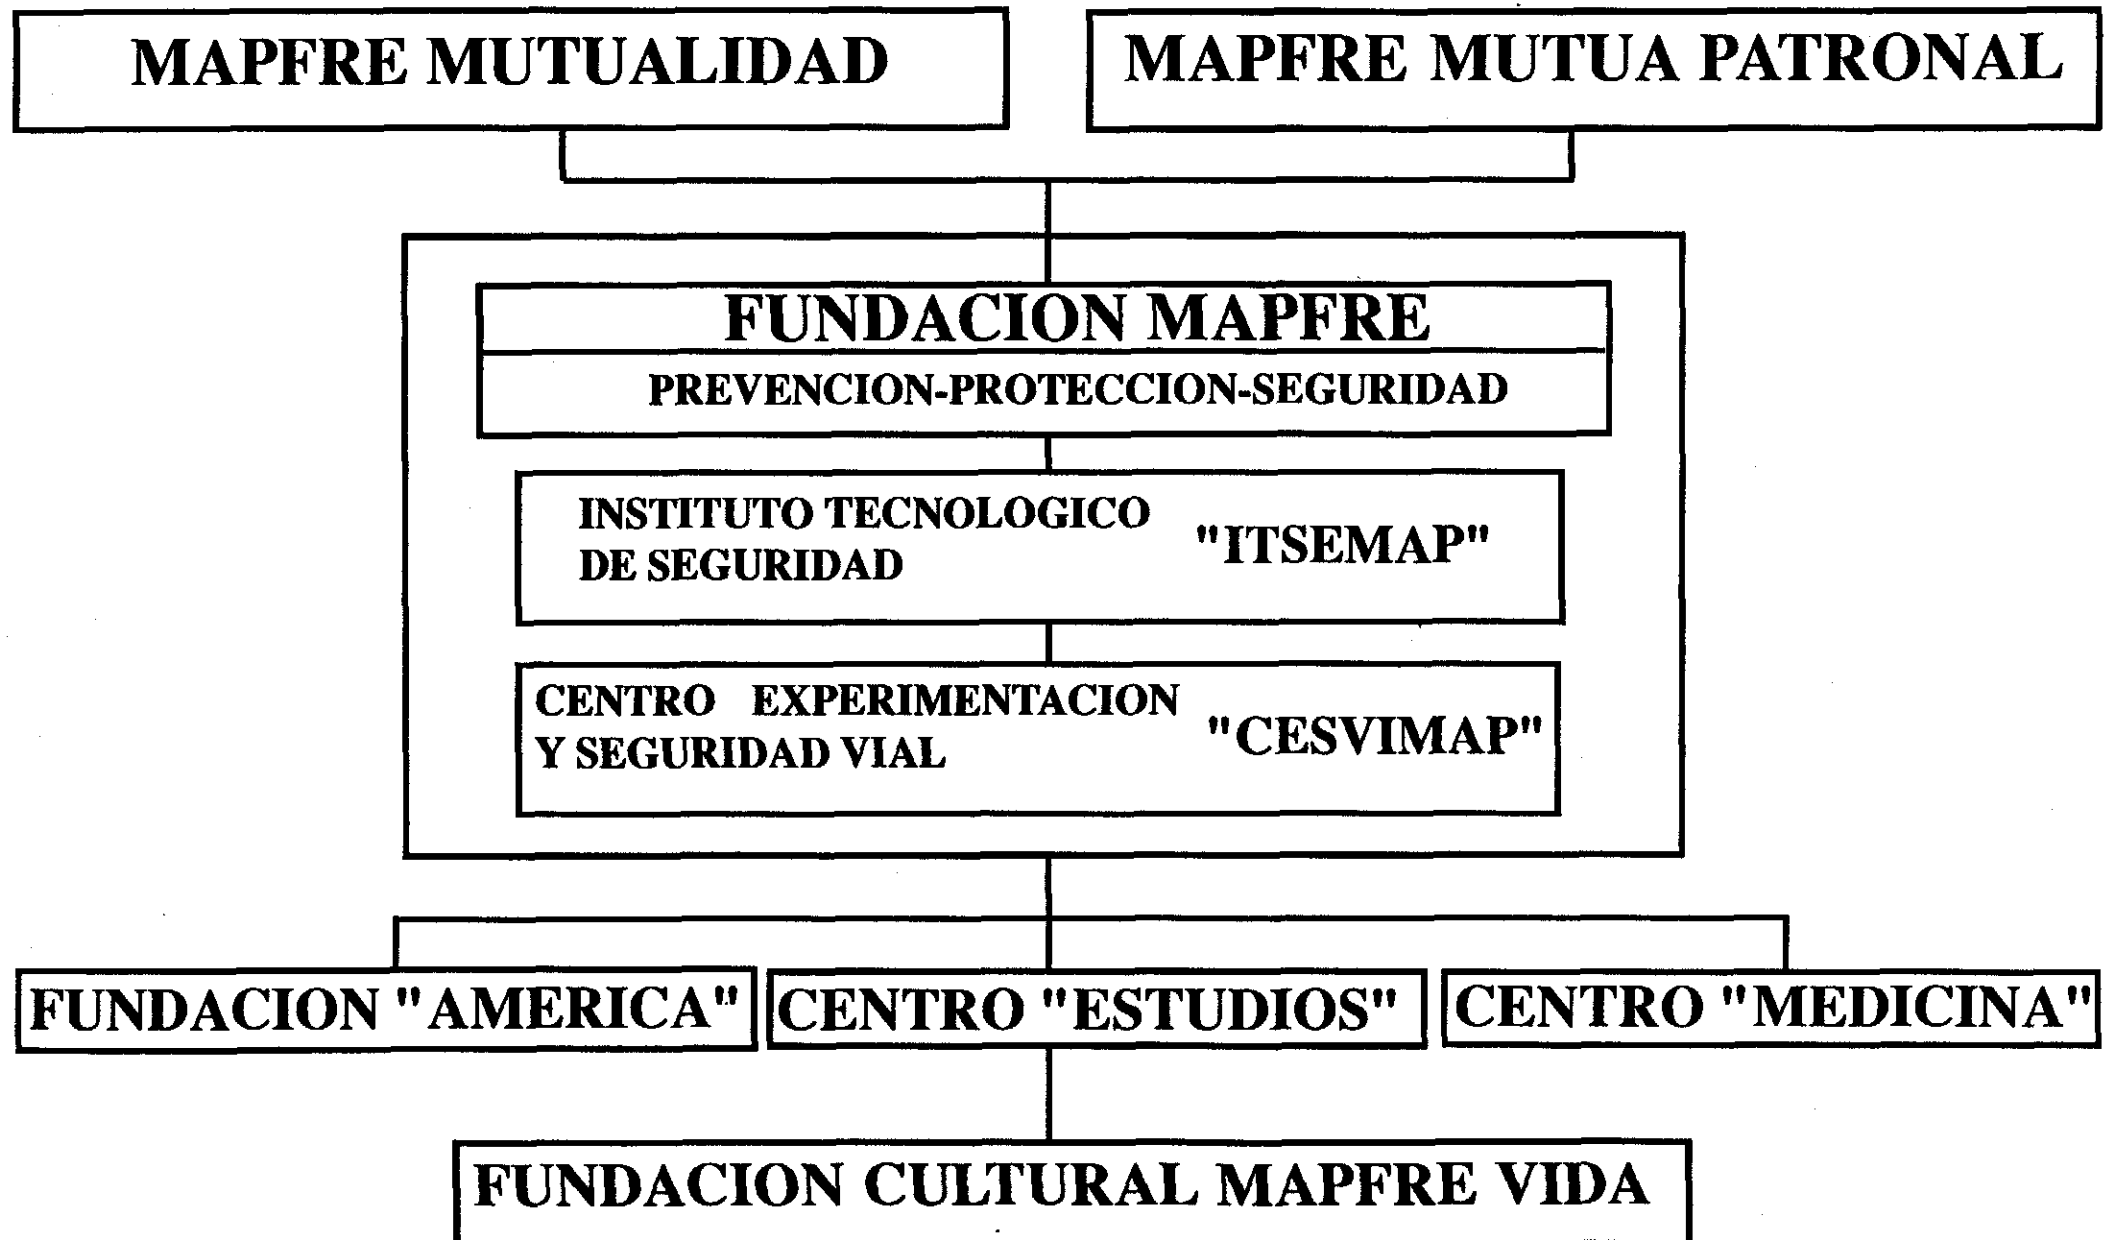 MAPFRE MUTUALIDAD
MAPFRE MUTUA PATRONAL
FUNDACION MAPFRE
PREVENCION-PROTECCION-SEGURIDAD
INSTITUTO TECNOLOGICO
DE SEGURIDAD
"ITSEMAP"
CENTRO EXPERIMENTACION
Y SEGURIDAD VIAL
"CESVIMAP"
FUNDACION "AMERICA"
CENTRO "ESTUDIOS"
CENTRO "MEDICINA"
FUNDACION CULTURAL MAPFRE VIDA